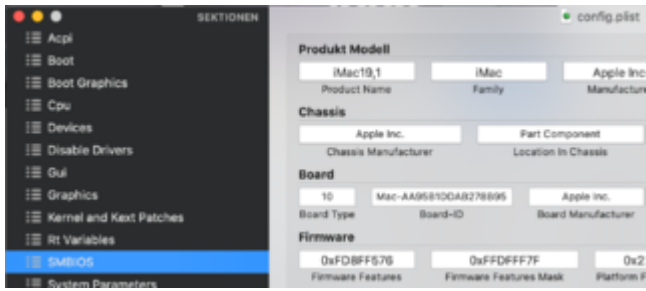 SEKTIONEN
config.plist
Acpi
Boot
Boot Graphics
Cpu
Devices
Disable Drivers
Gui
Graphics
Kernel and Kext Patches
Rt Variables
SMBIOS
System Parameters
Produkt Modell
iMac19,1 iMac Apple Inc
Product Name Family Manufacture
Chassis
Apple Inc. Part Component
Chassis Manufacturer Location In Chassis
Board
10 Mac-AA95B1DDAB278B95 Apple Inc.
Board Type Board-ID Board Manufacturer
Firmware
0xFD8FF576 0xFFDFFF7F 0x2
Firmware Features Firmware Features Mask Platform F